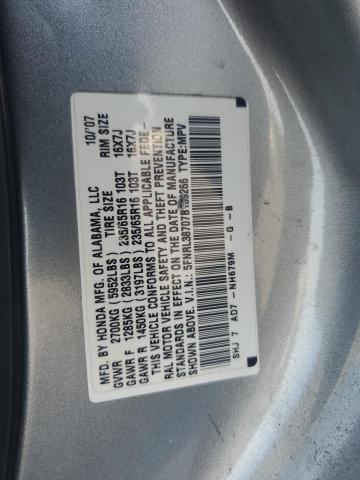 MFD. BY HONDA MFG. OF ALABAMA, LLC 10/'07
GVWR 2700KG (5952LBS) TIRE SIZE RIM SIZE
GAWR F 1285KG (2833LBS) 235/65R16 103T 16X7J
GAWR R 1450KG (3197LBS) 235/65R16 103T 16X7J
THIS VEHICLE CONFORMS TO ALL APPLICABLE FEDE-
RAL MOTOR VEHICLE SAFETY AND THEFT PREVENTION
STANDARDS IN EFFECT ON THE DATE OF MANUFACTURE
SHOWN ABOVE. V.I.N.: TYPE:MPV
SHJ 7 AD7 -NH679M -G -B